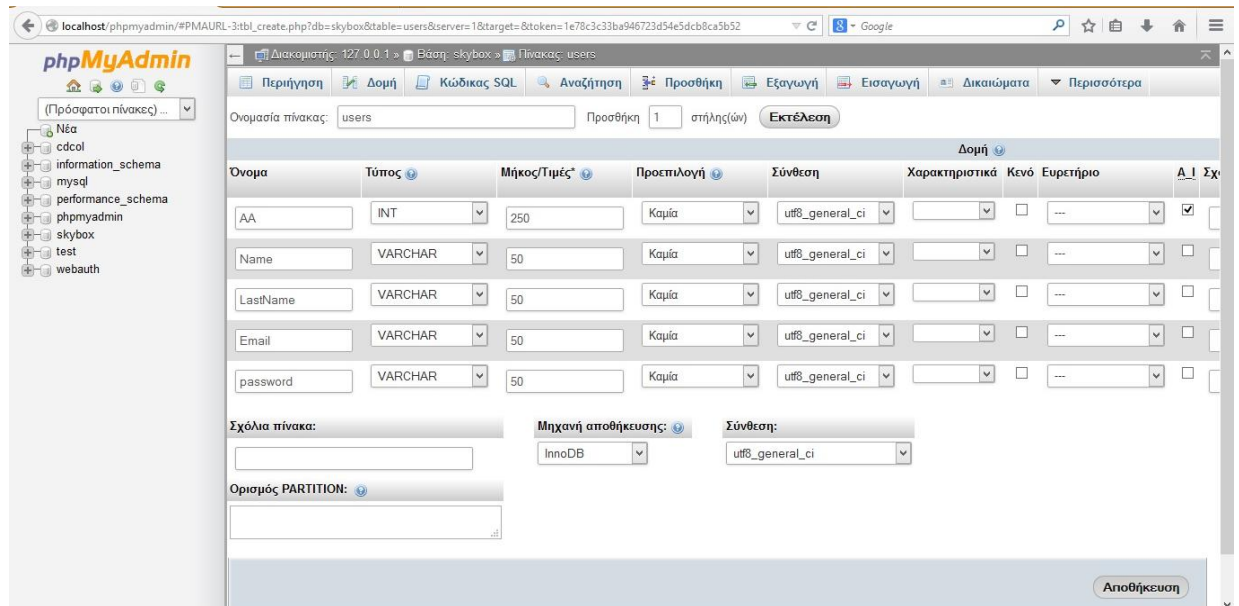 localhost/phpmyadmin/#PMAURL-3:tbl_create.php?db=skybox&table=users&server=1&target=&token=1e78c3c33ba946723d54e5dcb8ca5b52
Google
phpMyAdmin
(Πρόσφατοι πίνακες) ...
Νέα
cdcol
information_schema
mysql
performance_schema
phpmyadmin
skybox
test
webauth
Διακομιστής: 127.0.0.1 » Βάση: skybox » Πίνακας: users
Περιήγηση Δομή Κώδικας SQL Αναζήτηση Προσθήκη Εξαγωγή Εισαγωγή Δικαιώματα Περισσότερα
Ονομασία πίνακας: users Προσθήκη 1 στήλης(ών) Εκτέλεση
Δομή
Όνομα Τύπος Μήκος/Τιμές* Προεπιλογή Σύνθεση Χαρακτηριστικά Κενό Ευρετήριο A_I Σχ
AA INT 250 Καμία utf8_general_ci ---
Name VARCHAR 50 Καμία utf8_general_ci ---
LastName VARCHAR 50 Καμία utf8_general_ci ---
Email VARCHAR 50 Καμία utf8_general_ci ---
password VARCHAR 50 Καμία utf8_general_ci ---
Σχόλια πίνακα: Μηχανή αποθήκευσης: Σύνθεση:
InnoDB utf8_general_ci
Ορισμός PARTITION:
Αποθήκευση